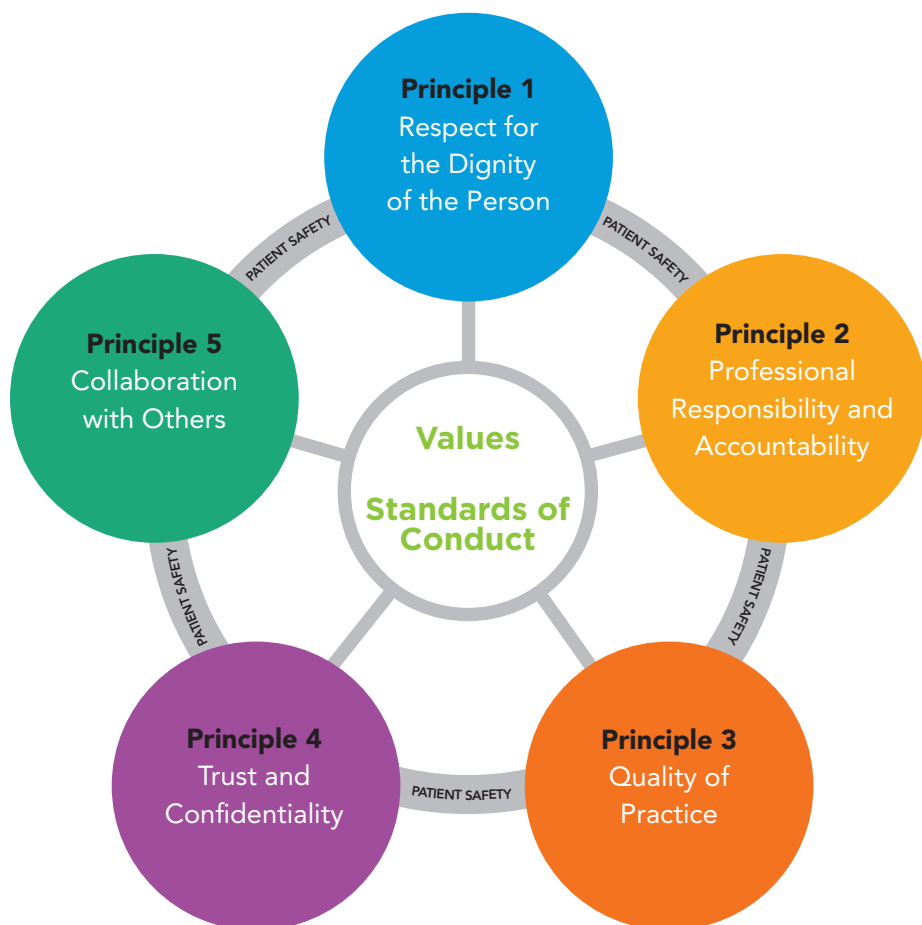 Principle 1
Respect for
the Dignity
of the Person
PATIENT SAFETY
PATIENT SAFETY
Principle 5
Collaboration
with Others
Principle 2
Professional
Responsibility and
Accountability
Values
Standards of
Conduct
PATIENT SAFETY
PATIENT SAFETY
Principle 4
Trust and
Confidentiality
PATIENT SAFETY
Principle 3
Quality of
Practice